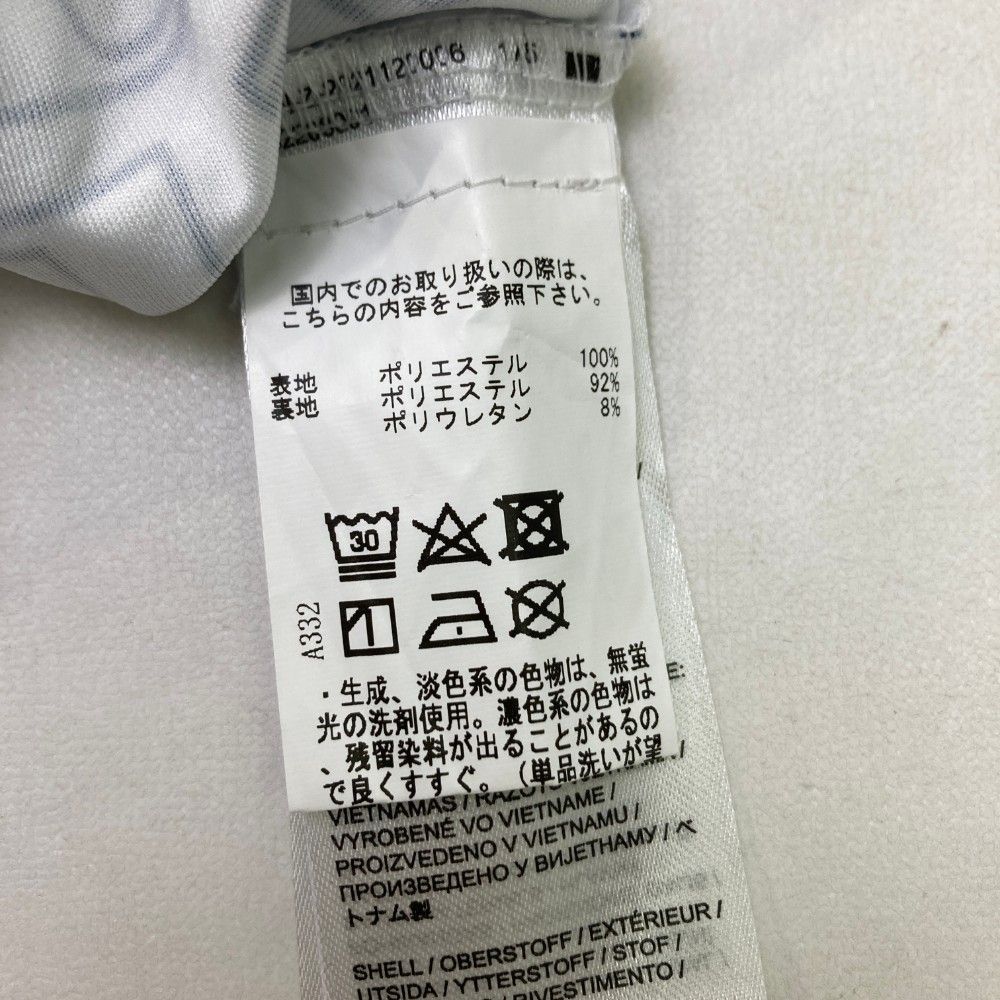 1/5
国内でのお取り扱いの際は、
こちらの内容をご参照下さい。
表地 ポリエステル 100%
裏地 ポリエステル 92%
ポリウレタン 8%
30
A332
・生成、淡色系の色物は、無蛍
光の洗剤使用。濃色系の色物は
、残留染料が出ることがあるの
で良くすすぐ。（単品洗いが望
E:
VIETNAMAS /
VYROBENÉ VO VIETNAME /
PROIZVEDENO V VIETNAMU /
ПРОИЗВЕДЕНО У ВИЈЕТНАМУ / ベ
トナム製
SHELL / OBERSTOFF / EXTÉRIEUR /
UTSIDA / YTTERSTOFF / STOF /
RIVESTIMENTO /